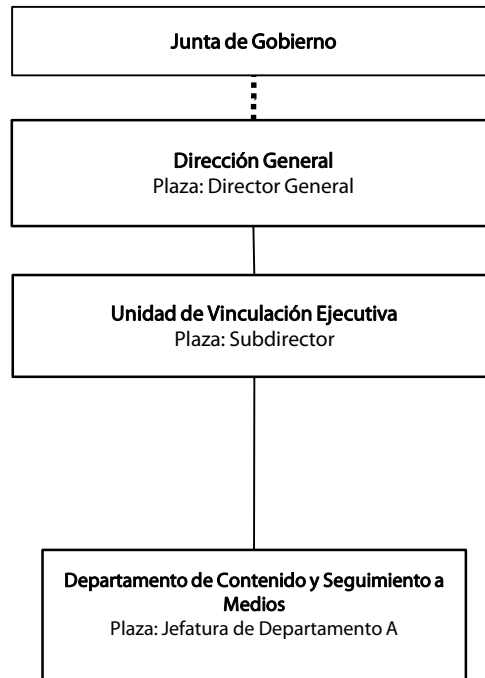 Junta de Gobierno
Dirección General
Plaza: Director General
Unidad de Vinculación Ejecutiva
Plaza: Subdirector
Departamento de Contenido y Seguimiento a
Medios
Plaza: Jefatura de Departamento A